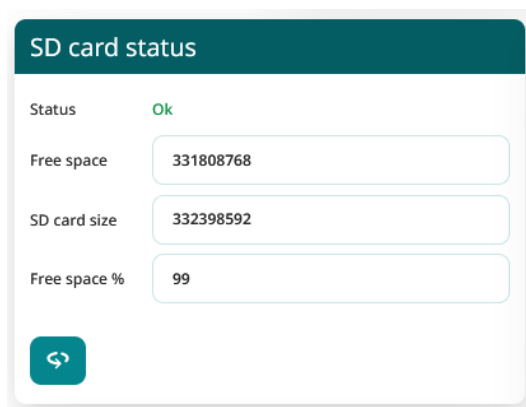 SD card status
Status Ok
Free space 331808768
SD card size 332398592
Free space % 99